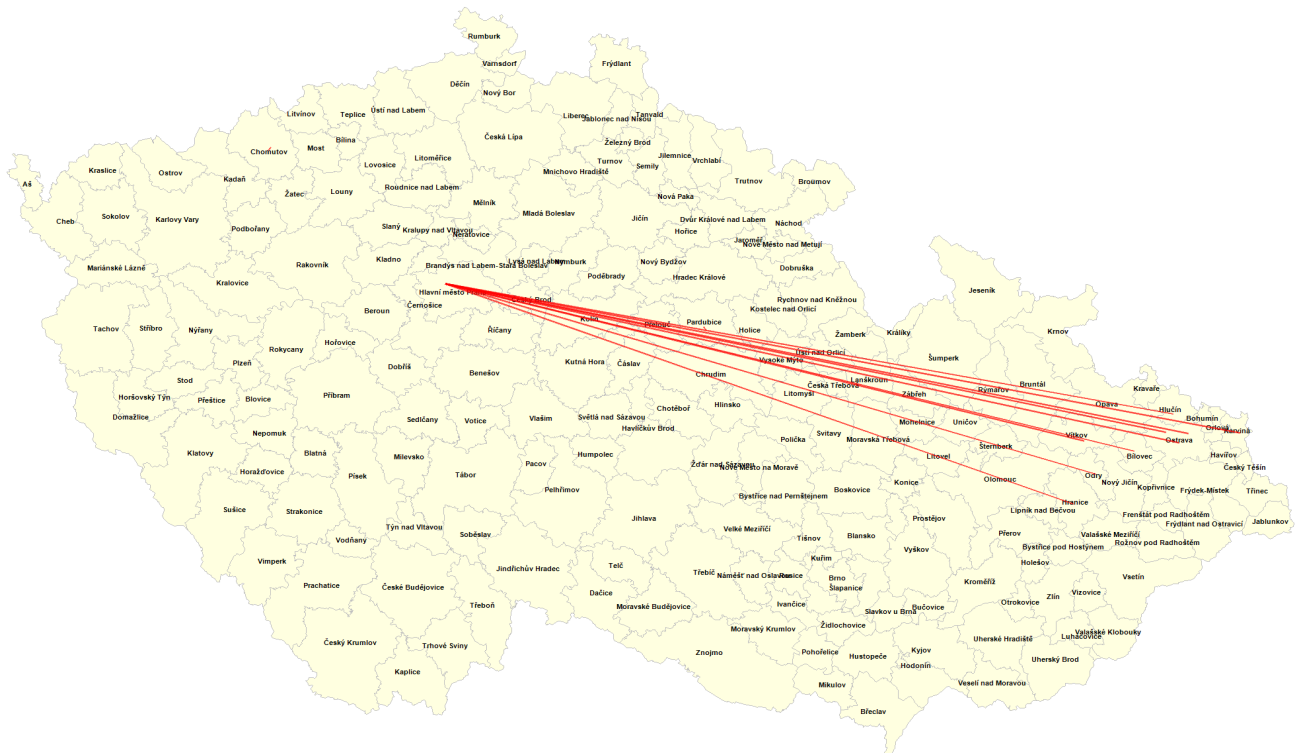 Rumburk
Varnsdorf
Frýdlant
Děčín
Nový Bor
Ústí nad Labem
Teplice
Litvínov
Liberec
Tanvald
Jablonec nad Nisou
Česká Lípa
Bílina
Most
Železný Brod
Chomutov
Litoměřice
Lovosice
Turnov
Semily
Jilemnice
Vrchlabí
Mnichovo Hradiště
Kraslice
Ostrov
Kadaň
Aš
Trutnov
Broumov
Roudnice nad Labem
Louny
Žatec
Nová Paka
Mělník
Sokolov
Karlovy Vary
Cheb
Mladá Boleslav
Jičín
Dvůr Králové nad Labem
Náchod
Podbořany
Slaný
Kralupy nad Vltavou
Neratovice
Hořice
Jaroměř
Nové Město nad Metují
Kladno
Rakovník
Mariánské Lázně
Brandýs nad Labem-Stará Boleslav
Lysá nad Labem
Nymburk
Nový Bydžov
Dobruška
Poděbrady
Hradec Králové
Kralovice
Jeseník
Hlavní město Praha
Český Brod
Rychnov nad Kněžnou
Černošice
Kostelec nad Orlicí
Beroun
Kolín
Přelouč
Pardubice
Tachov
Stříbro
Nýřany
Říčany
Holice
Žamberk
Králíky
Krnov
Hořovice
Rokycany
Ústí nad Orlicí
Vysoké Mýto
Šumperk
Plzeň
Dobříš
Benešov
Kutná Hora
Čáslav
Chrudim
Stod
Lanškroun
Česká Třebová
Bruntál
Rýmařov
Kravaře
Horšovský Týn
Přeštice
Blovice
Příbram
Litomyšl
Zábřeh
Opava
Hlučín
Domažlice
Sedlčany
Votice
Vlašim
Světlá nad Sázavou
Chotěboř
Hlinsko
Bohumín
Havlíčkův Brod
Mohelnice
Uničov
Orlová
Karviná
Nepomuk
Svitavy
Polička
Moravská Třebová
Vítkov
Ostrava
Klatovy
Blatná
Milevsko
Humpolec
Šternberk
Litovel
Bílovec
Havířov
Horažďovice
Písek
Tábor
Pacov
Žďár nad Sázavou
Nové Město na Moravě
Český Těšín
Odry
Nový Jičín
Olomouc
Konice
Boskovice
Pelhřimov
Bystřice nad Pernštejnem
Kopřivnice
Frýdek-Místek
Třinec
Sušice
Strakonice
Hranice
Lipník nad Bečvou
Frenštát pod Radhoštěm
Jihlava
Prostějov
Frýdlant nad Ostravicí
Jablunkov
Týn nad Vltavou
Velké Meziříčí
Soběslav
Vodňany
Tišnov
Blansko
Přerov
Valašské Meziříčí
Rožnov pod Radhoštěm
Bystřice pod Hostýnem
Vyškov
Vimperk
Kuřim
Holešov
Telč
Jindřichův Hradec
Třebíč
Náměšť nad Oslavou
Rosice
Brno
Vsetín
Kroměříž
Prachatice
České Budějovice
Šlapanice
Dačice
Zlín
Vizovice
Třeboň
Moravské Budějovice
Ivančice
Otrokovice
Bučovice
Slavkov u Brna
Židlochovice
Moravský Krumlov
Valašské Klobouky
Luhačovice
Uherské Hradiště
Český Krumlov
Trhové Sviny
Znojmo
Pohořelice
Hustopeče
Kyjov
Uherský Brod
Hodonín
Kaplice
Mikulov
Veselí nad Moravou
Břeclav